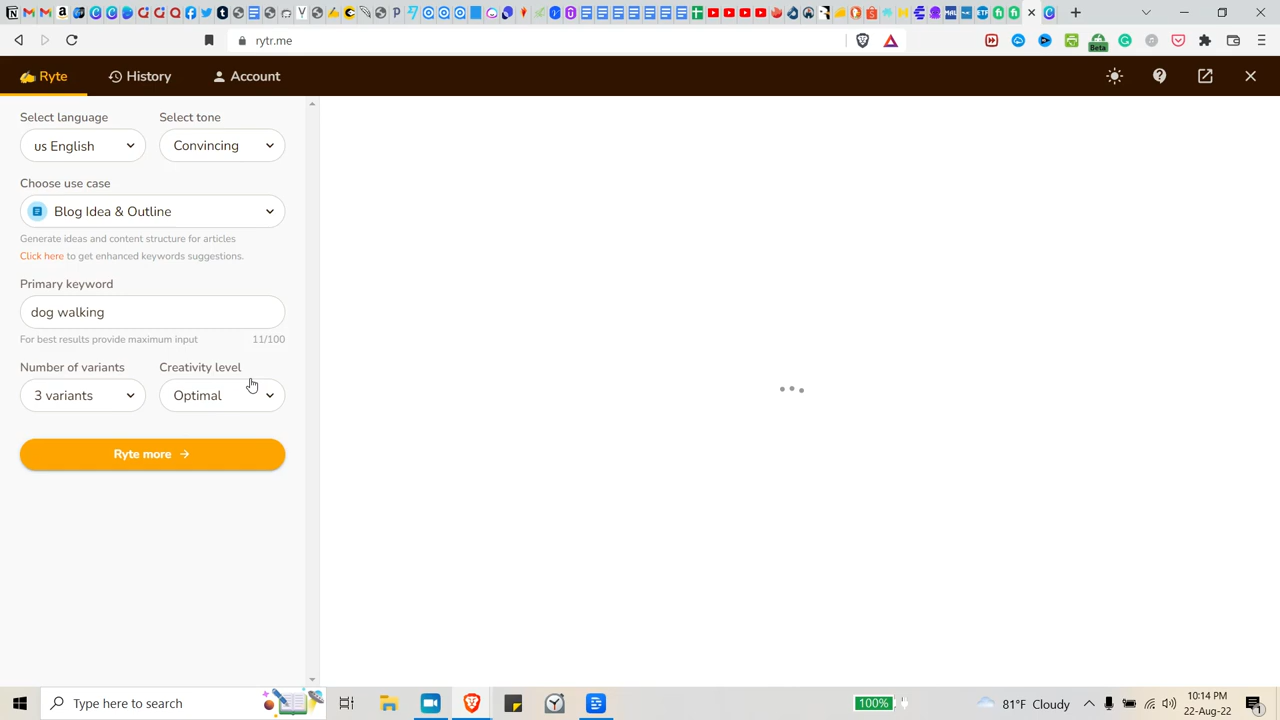 rytr.me
Beta
Ryte
History
Account
Select language
Select tone
us English
Convincing
Choose use case
Blog Idea & Outline
Generate ideas and content structure for articles
Click here to get enhanced keywords suggestions.
Primary keyword
dog walking
For best results provide maximum input
11/100
Number of variants
Creativity level
3 variants
Optimal
Ryte more →
Type here to search
100%
81°F Cloudy
10:14 PM
22-Aug-22
1